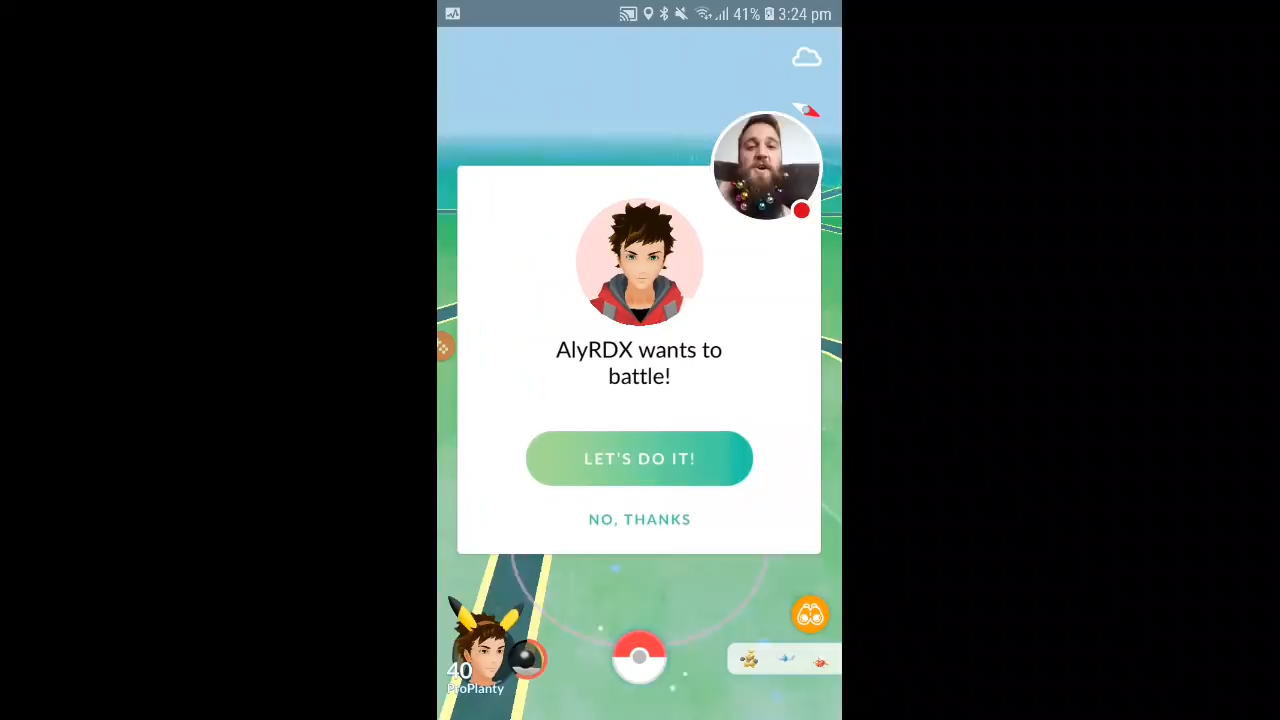 41% 3:24 pm
AlyRDX wants to
battle!
LET'S DO IT!
NO, THANKS
40
ProPlanty